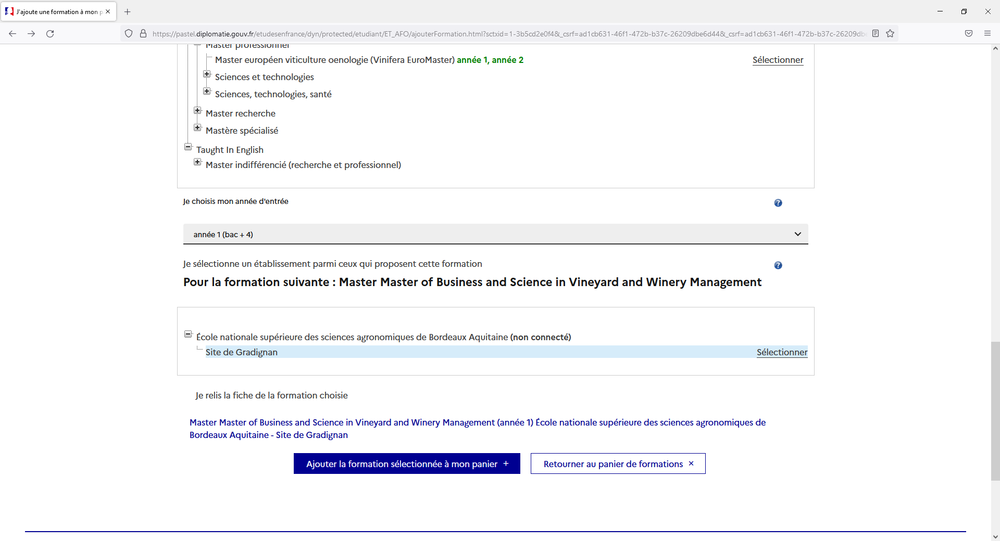 J'ajoute une formation à mon p
https://pastel.diplomatie.gouv.fr/etudesenfrance/dyn/protected/etudiant/ET_AFO/ajouterFormation.html?sctxid=1-3b5cd2e0f4&_csrf=ad1cb631-46f1-472b-b37c-26209dbe6d44&_csrf=ad1cb631-46f1-472b-b37c-26209dbe
Master professionnel
Master européen viticulture oenologie (Vinifera EuroMaster) année 1, année 2 Sélectionner
Sciences et technologies
Sciences, technologies, santé
Master recherche
Mastère spécialisé
Taught In English
Master indifférencié (recherche et professionnel)
Je choisis mon année d'entrée
année 1 (bac + 4)
Je sélectionne un établissement parmi ceux qui proposent cette formation
Pour la formation suivante : Master Master of Business and Science in Vineyard and Winery Management
École nationale supérieure des sciences agronomiques de Bordeaux Aquitaine (non connecté)
Site de Gradignan Sélectionner
Je relis la fiche de la formation choisie
Master Master of Business and Science in Vineyard and Winery Management (année 1) École nationale supérieure des sciences agronomiques de
Bordeaux Aquitaine - Site de Gradignan
Ajouter la formation sélectionnée à mon panier + Retourner au panier de formations ×